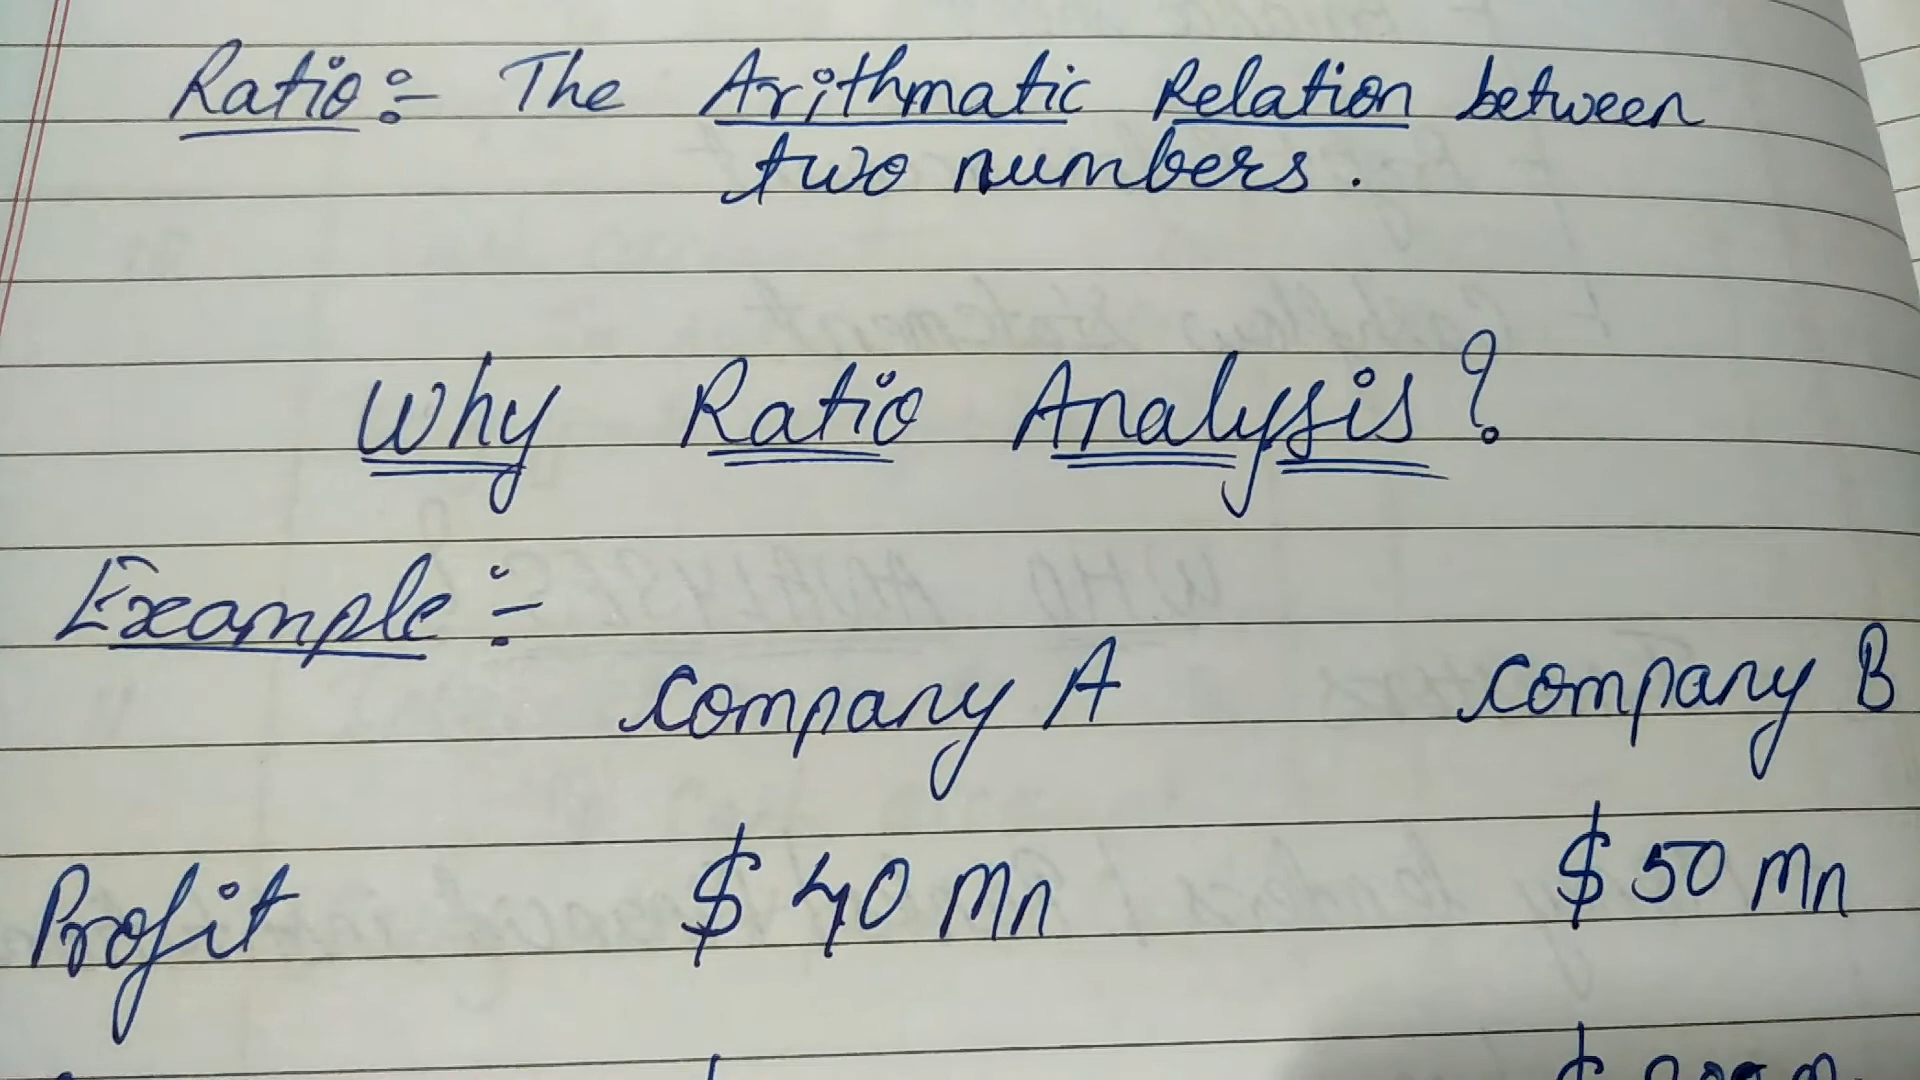 Ratio:- The Arithmatic Relation between
two numbers.
Why Ratio Analysis?
Example:-
Company A Company B
Profit $ 40 Mn $ 50 Mn